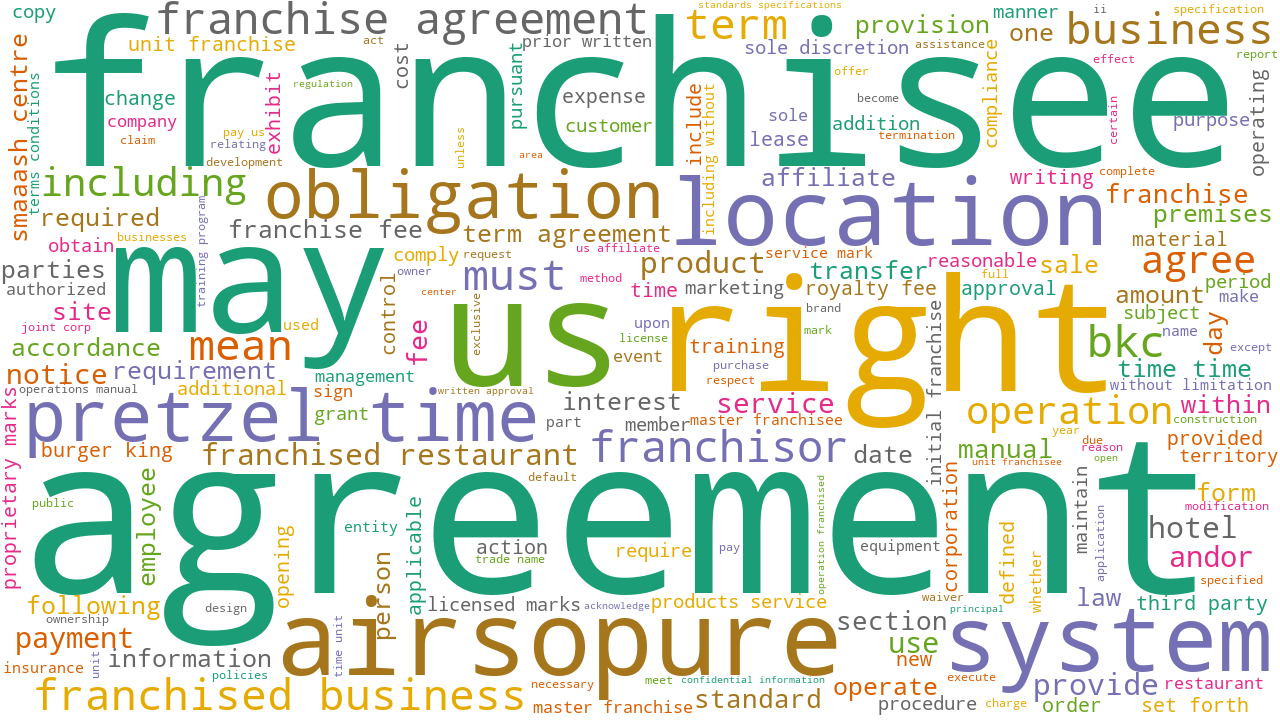 copy
franchise agreement
standards specifications
term
provision
manner
one
ii
business
specification
unit franchise
act
cost
prior written
sole discretion
assistance
report
franchisee
smaash centre
terms conditions
change
company
claim
exhibit
regulation
pursuant
expense
customer
offer
become
sole
lease
addition
termination
compliance
effect
certain
purpose
operating
pay us
relating
development
unless
area
include
including without
including
obligation
location
affiliate
writing
complete
franchise
premises
required
training program
franchise fee
term agreement
obtain
businesses
may
comply
request
us affiliate
service mark
reasonable
material
parties
authorized
owner
must
product
transfer
sale
agree
center
method
time
marketing
royalty fee
full
approval
amount
period
make
site
joint corp
used
control
us
exclusive
right
brand
initial franchise
subject
name
day
upon
license
mark
accordance
mean
fee
event
training
bkc
except
notice
requirement
management
purchase
time time
operations manual
additional
sign
written approval
respect
without limitation
proprietary marks
pretzel time
grant
interest
service
operation
within
part
member
master franchisee
construction
year
burger king
franchised restaurant
franchisor
date
manual
due
reason
open
provided
territory
default
unit franchisee
agreement
public
employee
applicable
operation franchised
corporation
maintain
application
form
modification
opening
entity
person
action
trade name
require
pay
equipment
defined
whether
hotel
andor
specified
following
design
ownership
licensed marks
acknowledge
products service
waiver
principal
law
third party
payment
time unit
airsopure
section
use
system
insurance
unit
information
policies
new
necessary
meet
confidential information
execute
provide
restaurant
franchised business
master franchise
standard
operate
procedure
charge
order
set forth